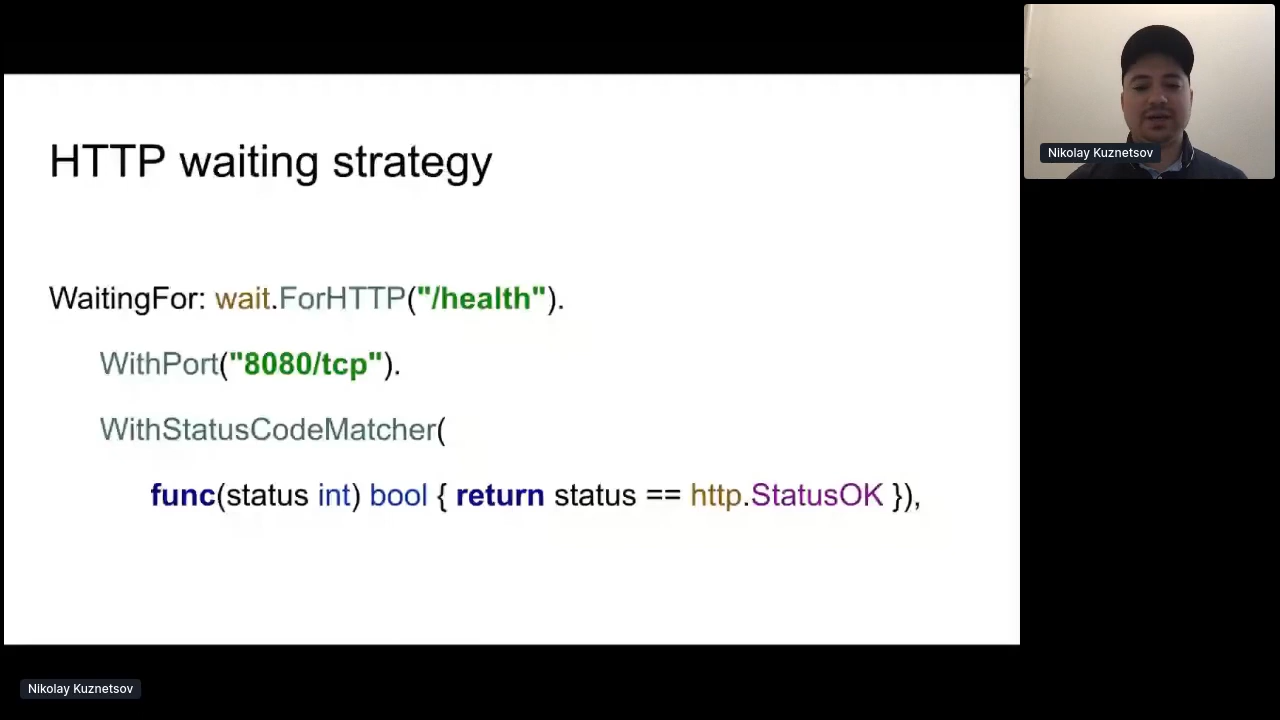 HTTP waiting strategy
WaitingFor: wait.ForHTTP("/health").
WithPort("8080/tcp").
WithStatusCodeMatcher(
func(status int) bool { return status == http.StatusOK }),
Nikolay Kuznetsov
Nikolay Kuznetsov